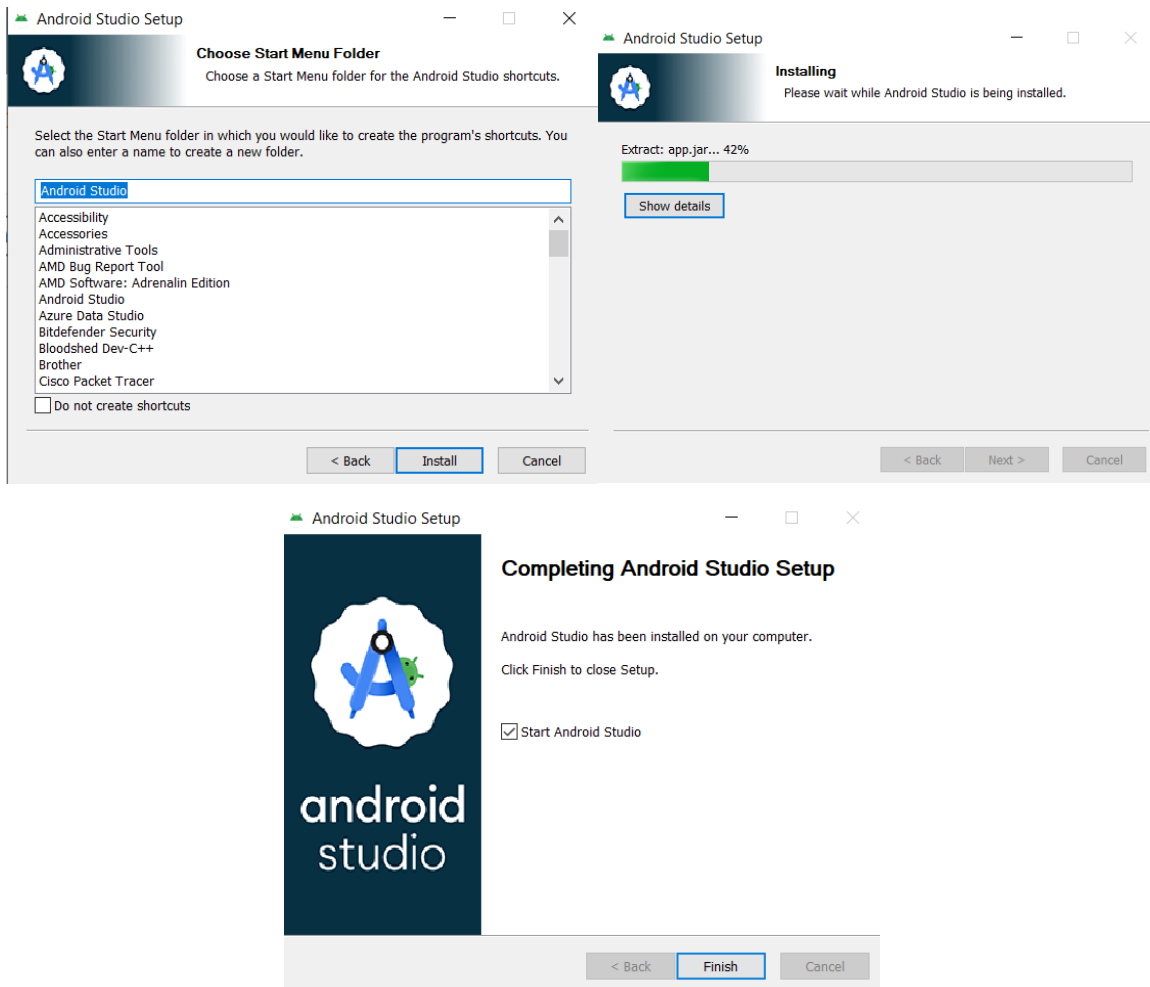 Android Studio Setup
Choose Start Menu Folder
Choose a Start Menu folder for the Android Studio shortcuts.
Select the Start Menu folder in which you would like to create the program's shortcuts. You
can also enter a name to create a new folder.
Android Studio
Accessibility
Accessories
Administrative Tools
AMD Bug Report Tool
AMD Software: Adrenalin Edition
Android Studio
Azure Data Studio
Bitdefender Security
Bloodshed Dev-C++
Brother
Cisco Packet Tracer
Do not create shortcuts
< Back Install Cancel
Android Studio Setup
Installing
Please wait while Android Studio is being installed.
Extract: app.jar... 42%
Show details
< Back Next > Cancel
Android Studio Setup
Completing Android Studio Setup
Android Studio has been installed on your computer.
Click Finish to close Setup.
Start Android Studio
android
studio
< Back Finish Cancel